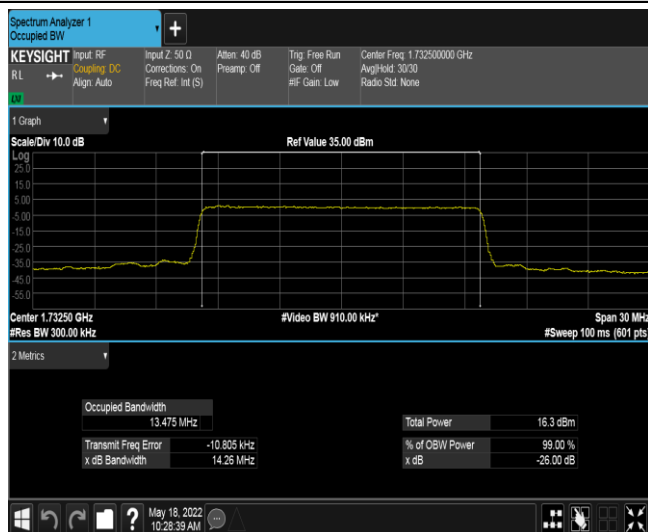 Spectrum Analyzer 1
Occupied BW
KEYSIGHT
RL
Input: RF
Coupling: DC
Align: Auto
Input Z: 50 Ω
Corrections: On
Freq Ref: Int (S)
Atten: 40 dB
Preamp: Off
Trig: Free Run
Gate: Off
#IF Gain: Low
Center Freq: 1.732500000 GHz
Avg|Hold: 30/30
Radio Std: None
1 Graph
Scale/Div 10.0 dB
Ref Value 35.00 dBm
Log
25.0
15.0
5.00
-5.00
-15.0
-25.0
-35.0
-45.0
-55.0
Center 1.73250 GHz
#Video BW 910.00 kHz*
Span 30 MHz
#Res BW 300.00 kHz
#Sweep 100 ms (601 pts)
2 Metrics
Occupied Bandwidth
13.475 MHz
Total Power 16.3 dBm
Transmit Freq Error -10.805 kHz
% of OBW Power 99.00 %
x dB Bandwidth 14.26 MHz
x dB -26.00 dB
May 18, 2022
10:28:39 AM